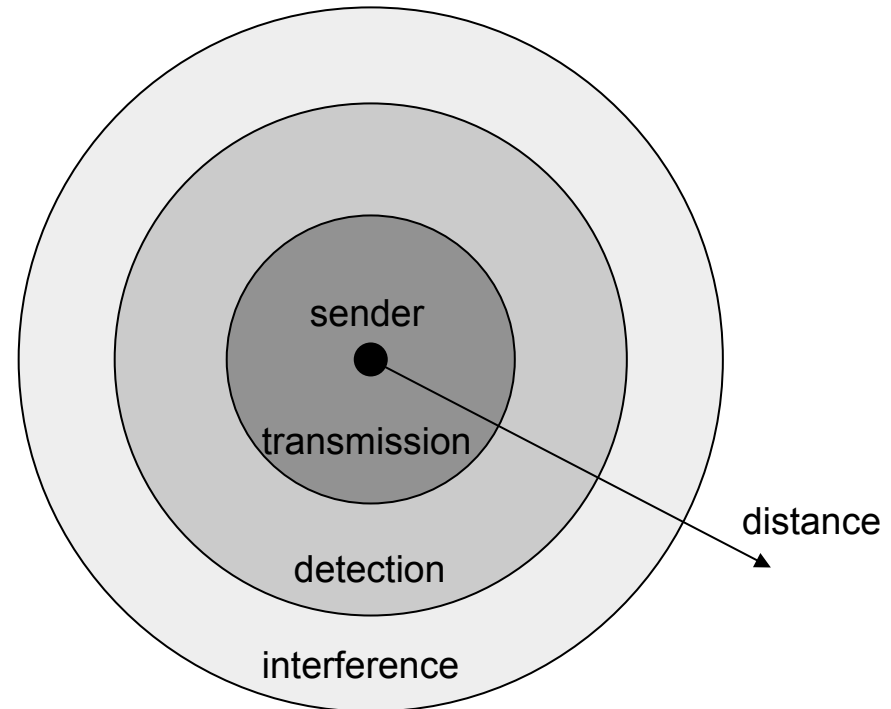 sender
transmission
distance
detection
interference